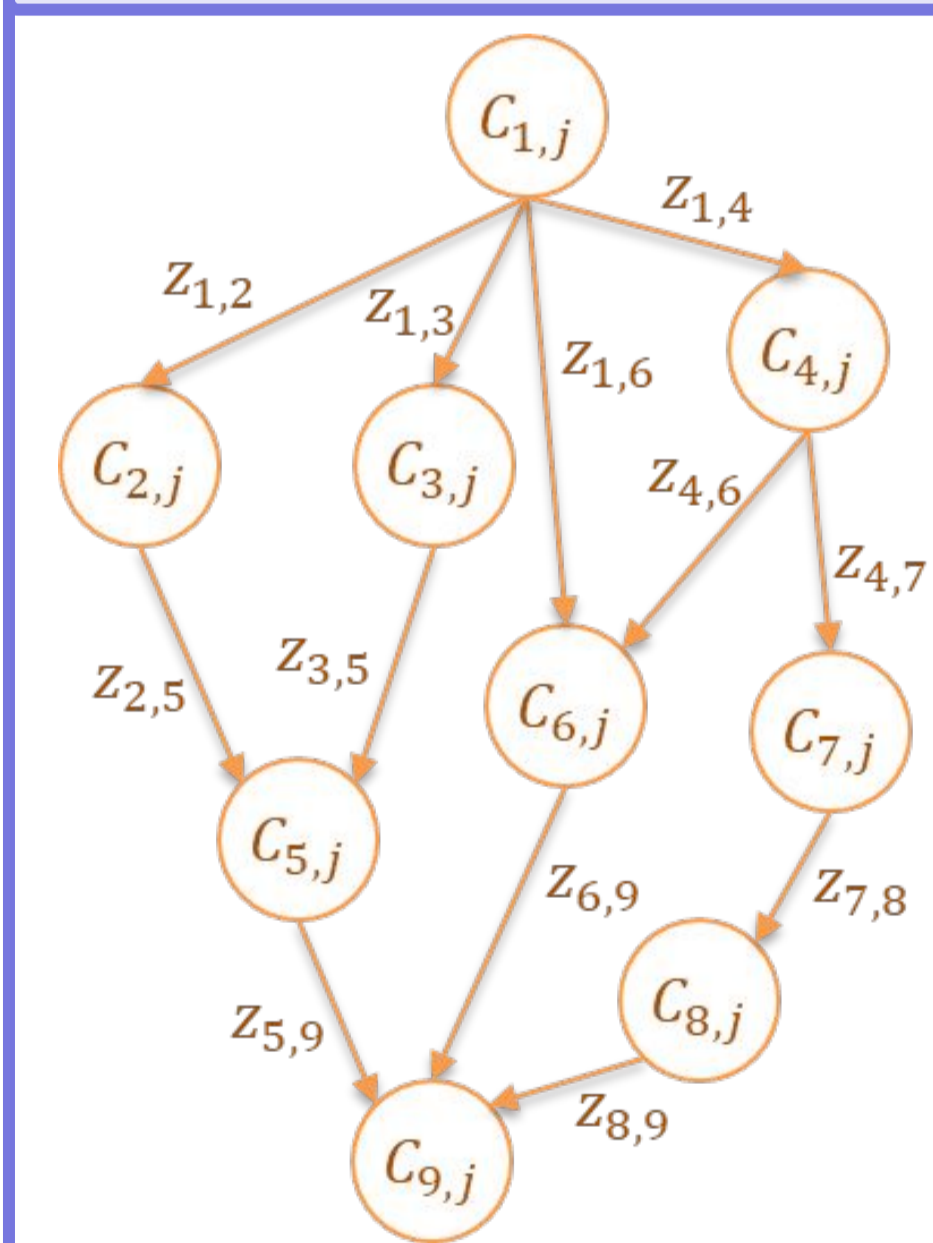 C₁,ⱼ
Z₁,₄
Z₁,₂
Z₁,₃
Z₁,₆
C₄,ⱼ
C₂,ⱼ
C₃,ⱼ
Z₄,₆
Z₄,₇
Z₂,₅
Z₃,₅
C₆,ⱼ
C₇,ⱼ
C₅,ⱼ
Z₆,₉
Z₇,₈
Z₅,₉
C₈,ⱼ
Z₈,₉
C₉,ⱼ